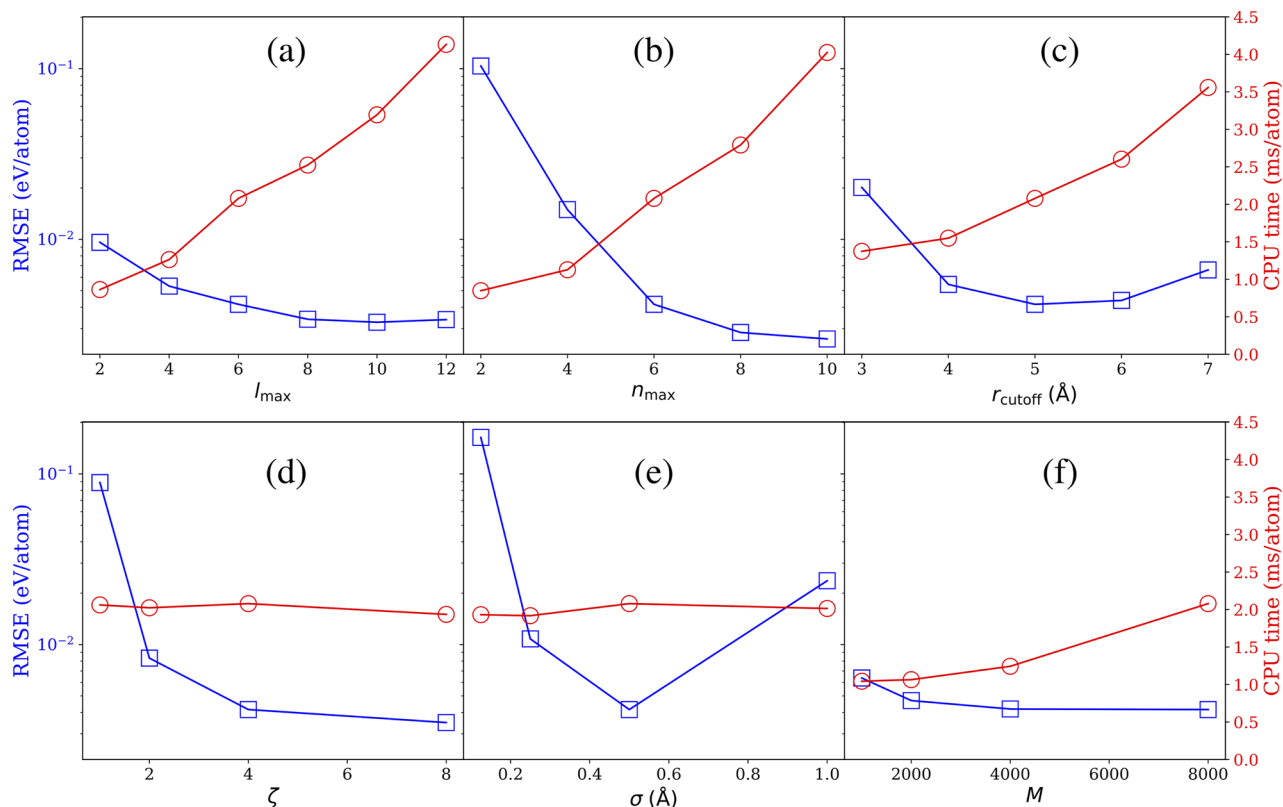 (a)
(b)
(c)
RMSE (eV/atom)
10⁻¹
10⁻²
4.5
4.0
3.5
3.0
2.5
2.0
1.5
1.0
0.5
0.0
CPU time (ms/atom)
2 4 6 8 10 12
2 4 6 8 10
3 4 5 6 7
l_max
n_max
r_cutoff (Å)
(d)
(e)
(f)
RMSE (eV/atom)
10⁻¹
10⁻²
4.5
4.0
3.5
3.0
2.5
2.0
1.5
1.0
0.5
0.0
CPU time (ms/atom)
2 4 6 8
0.2 0.4 0.6 0.8 1.0
2000 4000 6000 8000
ζ
σ (Å)
M